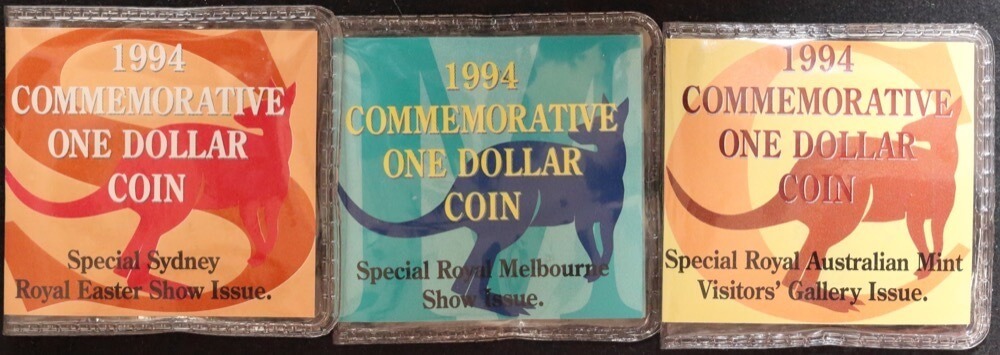 1994
COMMEMORATIVE
ONE DOLLAR
COIN
Special Sydney
Royal Easter Show Issue.
1994
COMMEMORATIVE
ONE DOLLAR
COIN
Special Royal Melbourne
Show Issue.
1994
COMMEMORATIVE
ONE DOLLAR
COIN
Special Royal Australian Mint
Visitors' Gallery Issue.